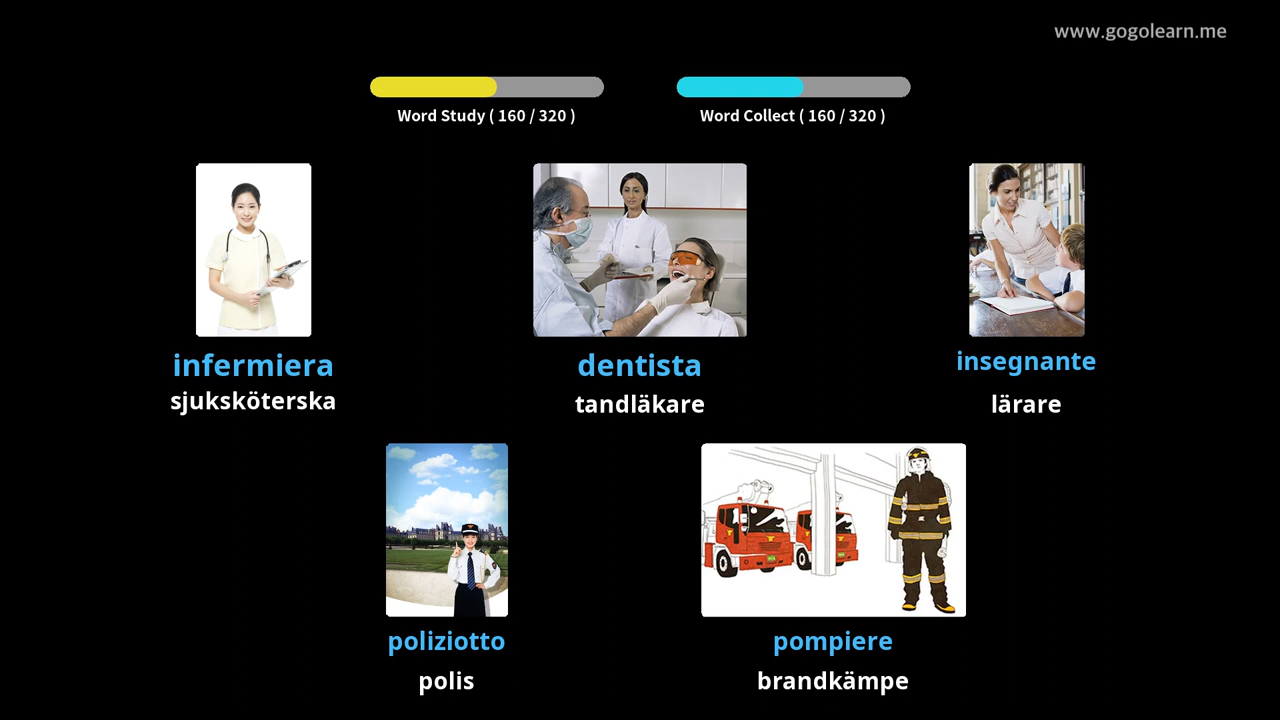 www.gogolearn.me
Word Study ( 160 / 320 )
Word Collect ( 160 / 320 )
infermiera
sjuksköterska
dentista
tandläkare
insegnante
lärare
poliziotto
polis
pompiere
brandkämpe